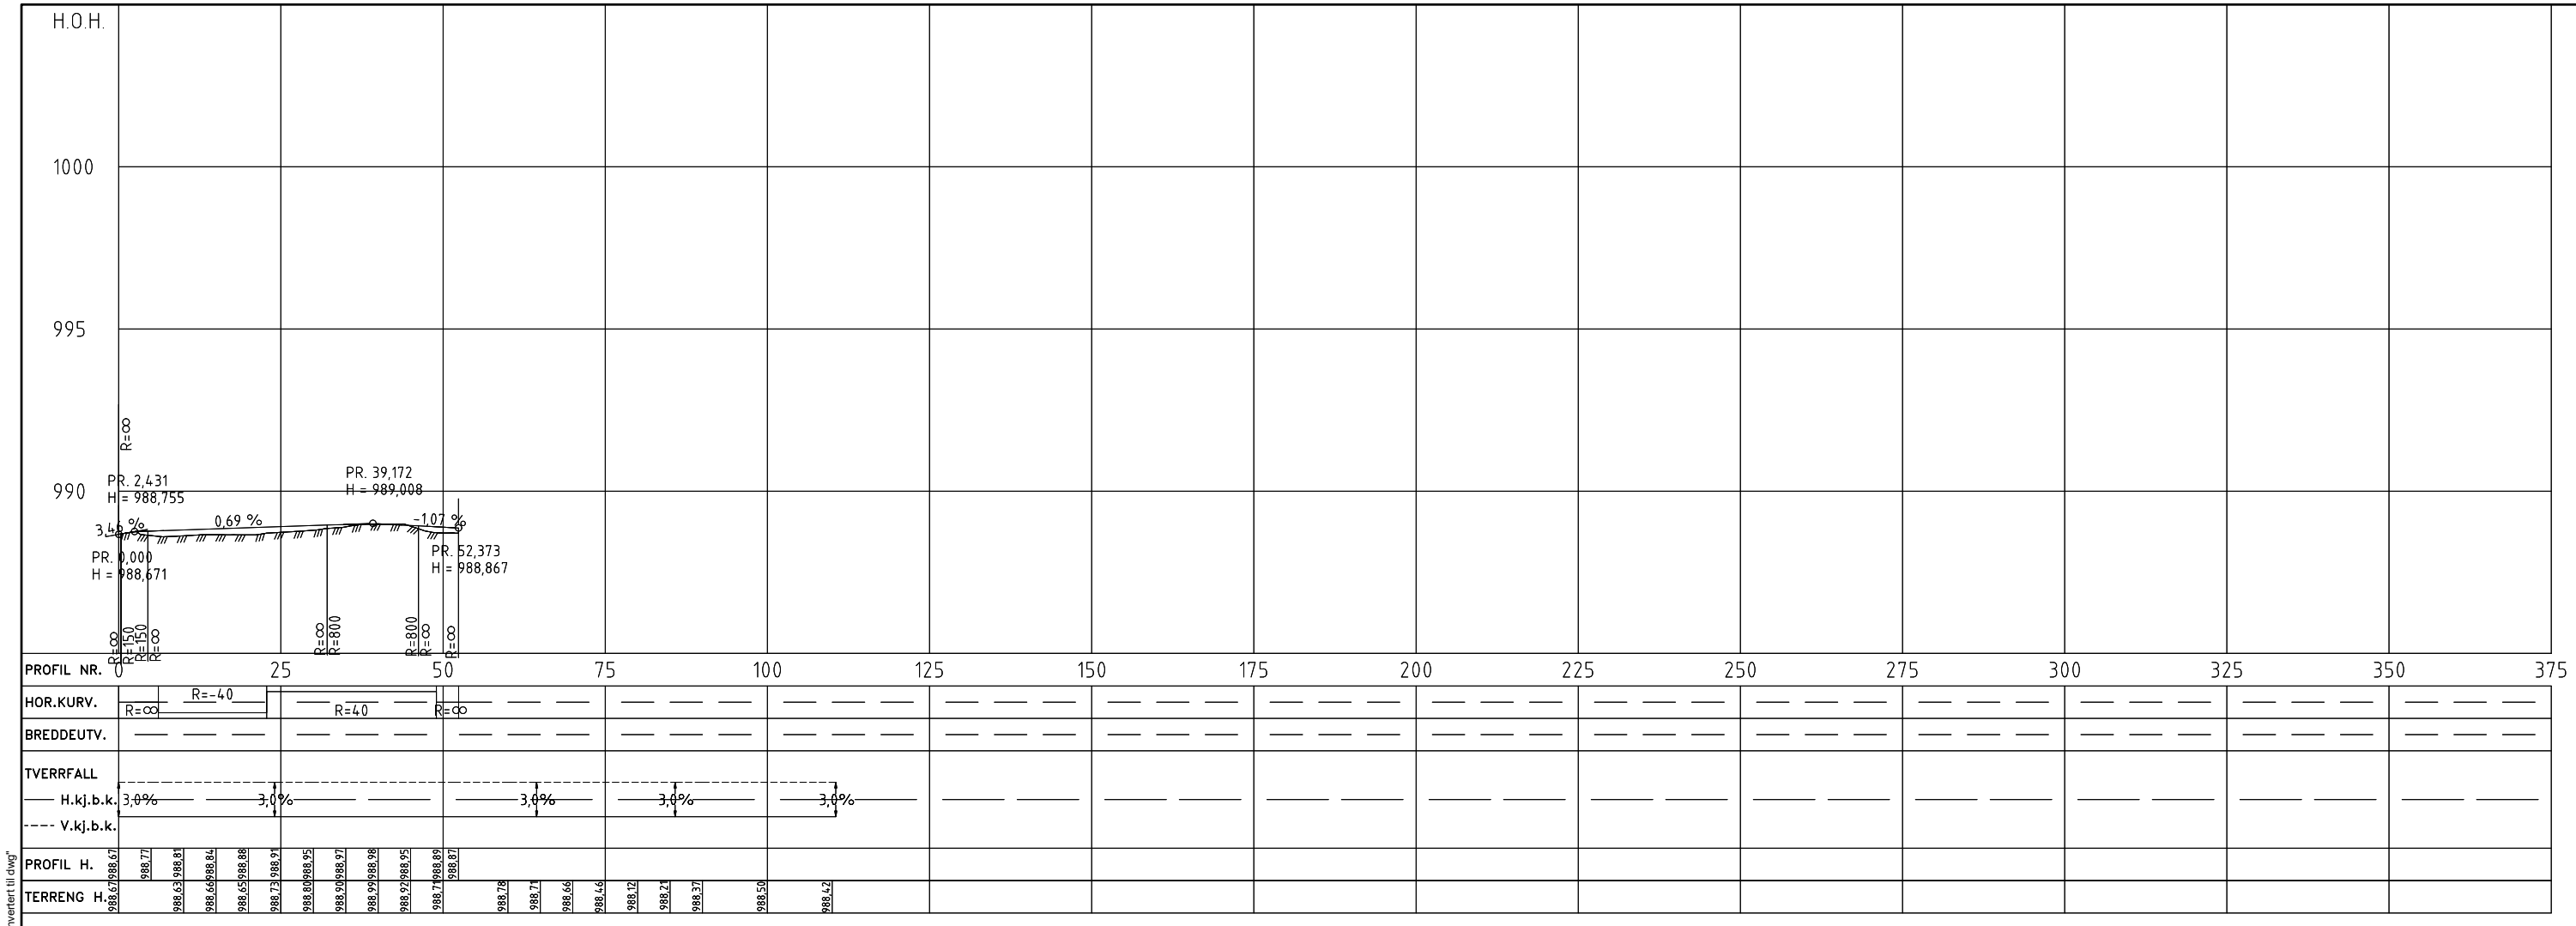 H.O.H.
1000
995
990
R=∞
PR. 2,431
H = 988,755
PR. 39,172
H = 989,008
3,46 %
0,69 %
-1,07 %
PR. 0,000
H = 988,671
PR. 52,373
H = 988,867
R=∞
R=150
R=150
R=∞
R=∞
R=800
R=800
R=∞
R=∞
PROFIL NR. 0 25 50 75 100 125 150 175 200 225 250 275 300 325 350 375
HOR.KURV. R=∞ R=-40 R=40 R=∞
BREDDEUTV.
TVERRFALL
H.kj.b.k. 3,0% 3,0% 3,0% 3,0% 3,0%
V.kj.b.k.
PROFIL H. 988,67 988,77 988,81 988,84 988,88 988,91 988,95 988,97 988,98 988,95 988,89 988,87
TERRENG H. 988,67 988,63 988,66 988,65 988,73 988,80 988,90 988,99 988,92 988,71 988,78 988,71 988,66 988,46 988,12 988,21 988,37 988,50 988,42
nvertert til dwg"